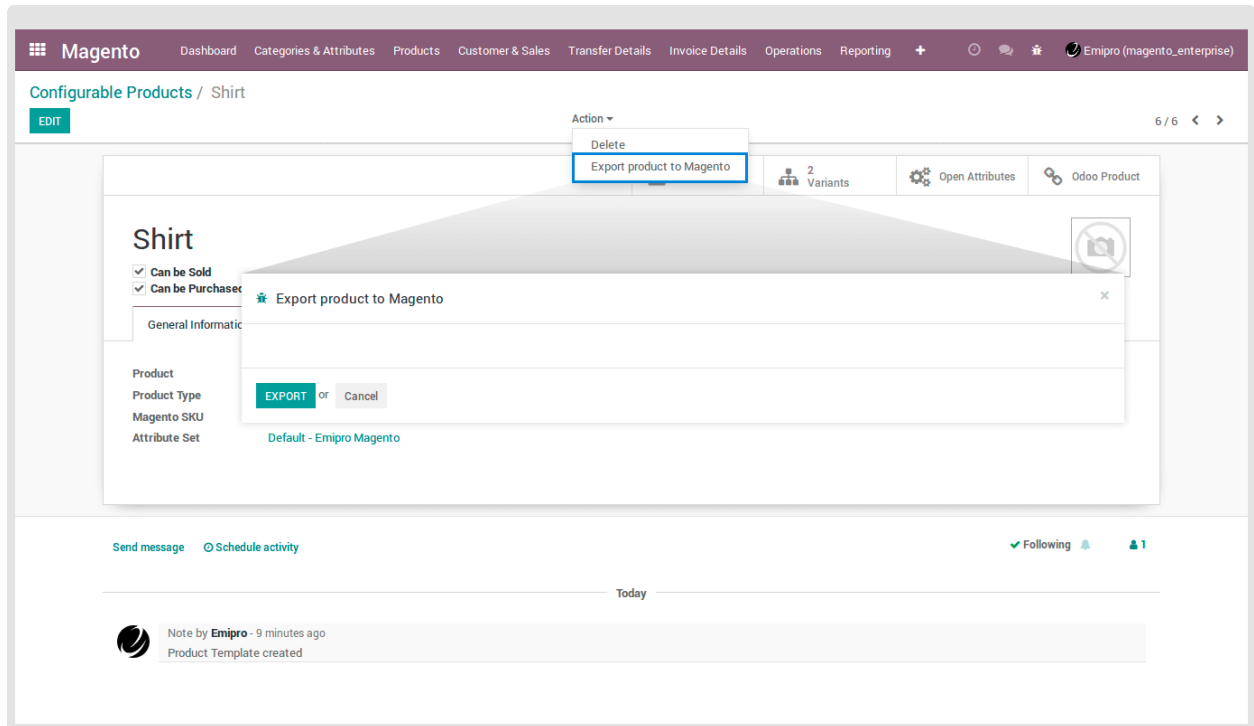 Magento Dashboard Categories & Attributes Products Customer & Sales Transfer Details Invoice Details Operations Reporting Emipro (magento_enterprise)
Configurable Products / Shirt
EDIT Action 6 / 6
Delete
Export product to Magento
2 Variants
Open Attributes
Odoo Product
Shirt
Can be Sold
Can be Purchased
Export product to Magento
General Informatio
EXPORT or Cancel
Product
Product Type
Magento SKU
Attribute Set Default - Emipro Magento
Send message Schedule activity Following 1
Today
Note by Emipro - 9 minutes ago
Product Template created